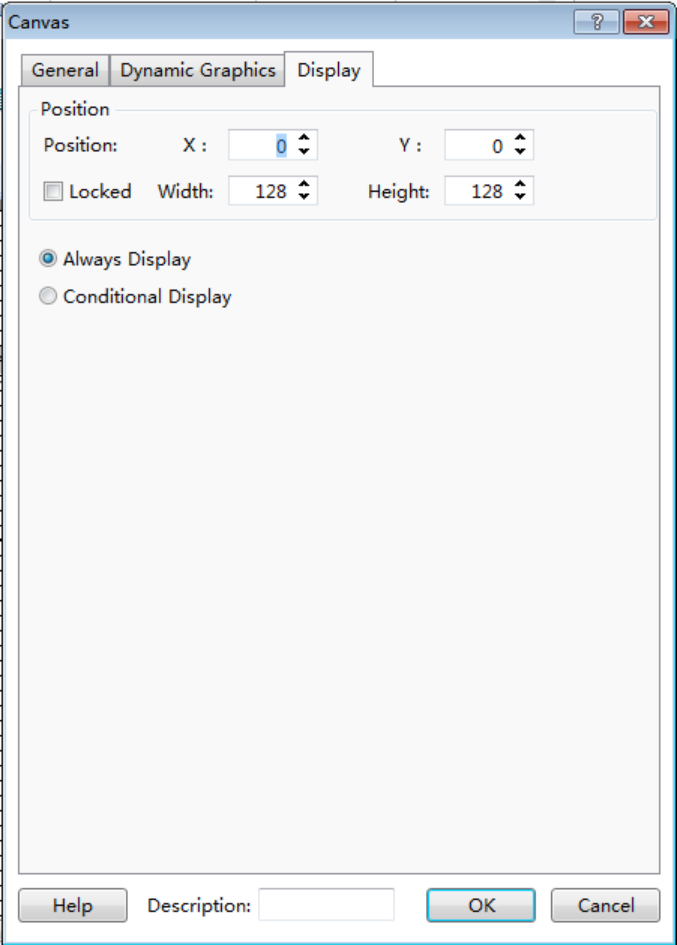 Canvas ?
General Dynamic Graphics Display
Position
Position: X : 0 Y : 0
Locked Width: 128 Height: 128
Always Display
Conditional Display
Help Description: OK Cancel